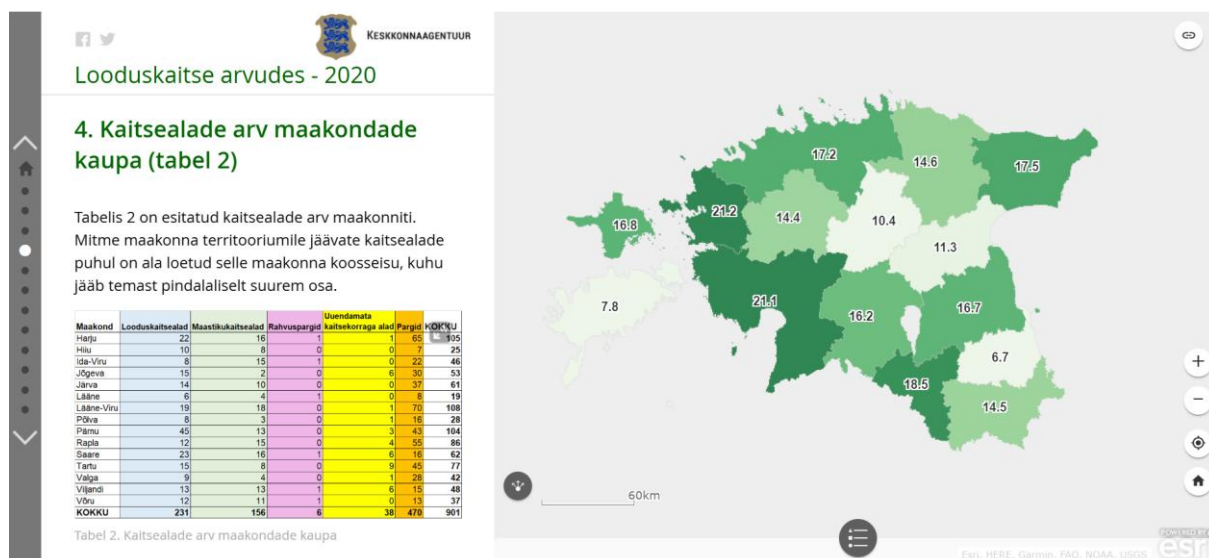 KESKKONNAAGENTUUR
Looduskaitse arvudes - 2020
4. Kaitsealade arv maakondade
kaupa (tabel 2)
Tabelis 2 on esitatud kaitsealade arv maakonniti.
Mitme maakonna territooriumile jäävate kaitsealade
puhul on ala loetud selle maakonna koosseisu, kuhu
jääb temast pindalaliselt suurem osa.
Uuendamata
Maakond Looduskaitsealad Maastikukaitsealad Rahvuspargid kaitsekorraga alad Pargid KOKKU
Harju 22 16 1 1 65 105
Hiiu 10 8 0 0 7 25
Ida-Viru 8 15 1 0 22 46
Jõgeva 15 2 0 6 30 53
Järva 14 10 0 0 37 61
Lääne 6 4 1 0 8 19
Lääne-Viru 19 18 0 1 70 108
Põlva 8 3 0 1 16 28
Pärnu 45 13 0 3 43 104
Rapla 12 15 0 4 55 86
Saare 23 16 1 6 16 62
Tartu 15 8 0 9 45 77
Valga 9 4 0 1 28 42
Viljandi 13 13 1 6 15 48
Võru 12 11 1 0 13 37
KOKKU 231 156 6 38 470 901
Tabel 2. Kaitsealade arv maakondade kaupa
17.2
14.6
17.5
21.2
14.4
10.4
16.8
11.3
7.8
21.1
16.2
16.7
6.7
18.5
14.5
60km
POWERED BY
esri
Esri, HERE, Garmin, FAO, NOAA, USGS